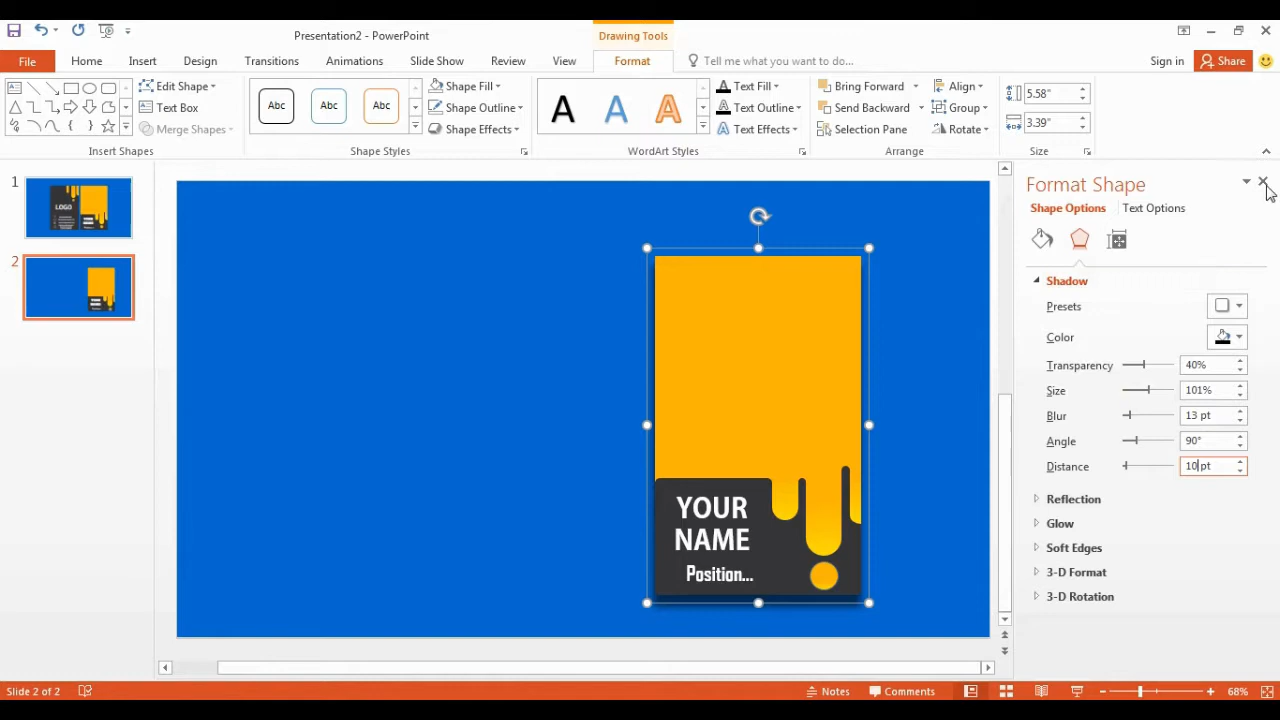 Presentation2 - PowerPoint
Drawing Tools
File Home Insert Design Transitions Animations Slide Show Review View Format Tell me what you want to do... Sign in Share
Edit Shape
Text Box
Merge Shapes
Insert Shapes
Abc Abc Abc
Shape Fill
Shape Outline
Shape Effects
Shape Styles
A A A
Text Fill
Text Outline
Text Effects
WordArt Styles
Bring Forward
Send Backward
Selection Pane
Align
Group
Rotate
Arrange
5.58"
3.39"
Size
1
LOGO
2
YOUR
NAME
Position...
Format Shape
Shape Options Text Options
Shadow
Presets
Color
Transparency 40%
Size 101%
Blur 13 pt
Angle 90°
Distance 10 pt
Reflection
Glow
Soft Edges
3-D Format
3-D Rotation
Slide 2 of 2 Notes Comments 68%